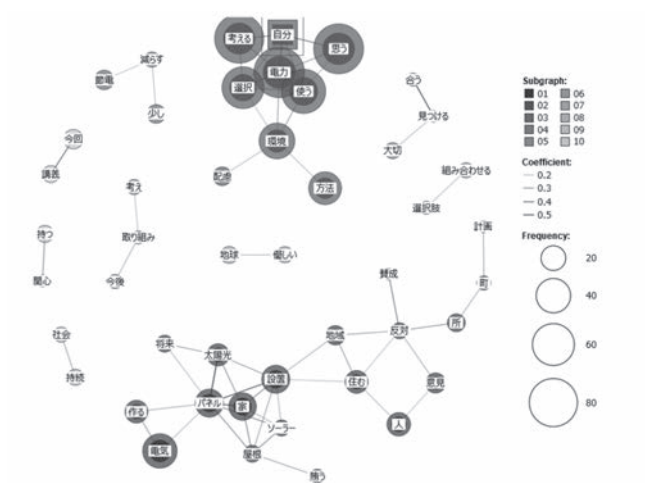 考える
自分
思う
電力
選択
使う
環境
配慮
方法
減らす
節電
少し
今回
講義
考え
取り組み
今後
持つ
関心
社会
持続
地球
優しい
合う
見つける
大切
組み合わせる
選択肢
計画
町
所
賛成
反対
地域
住む
意見
人
将来
太陽光
設置
パネル
家
作る
電気
ソーラー
屋根
賄う
Subgraph:
01 06
02 07
03 08
04 09
05 10
Coefficient:
0.2
0.3
0.4
0.5
Frequency:
20
40
60
80